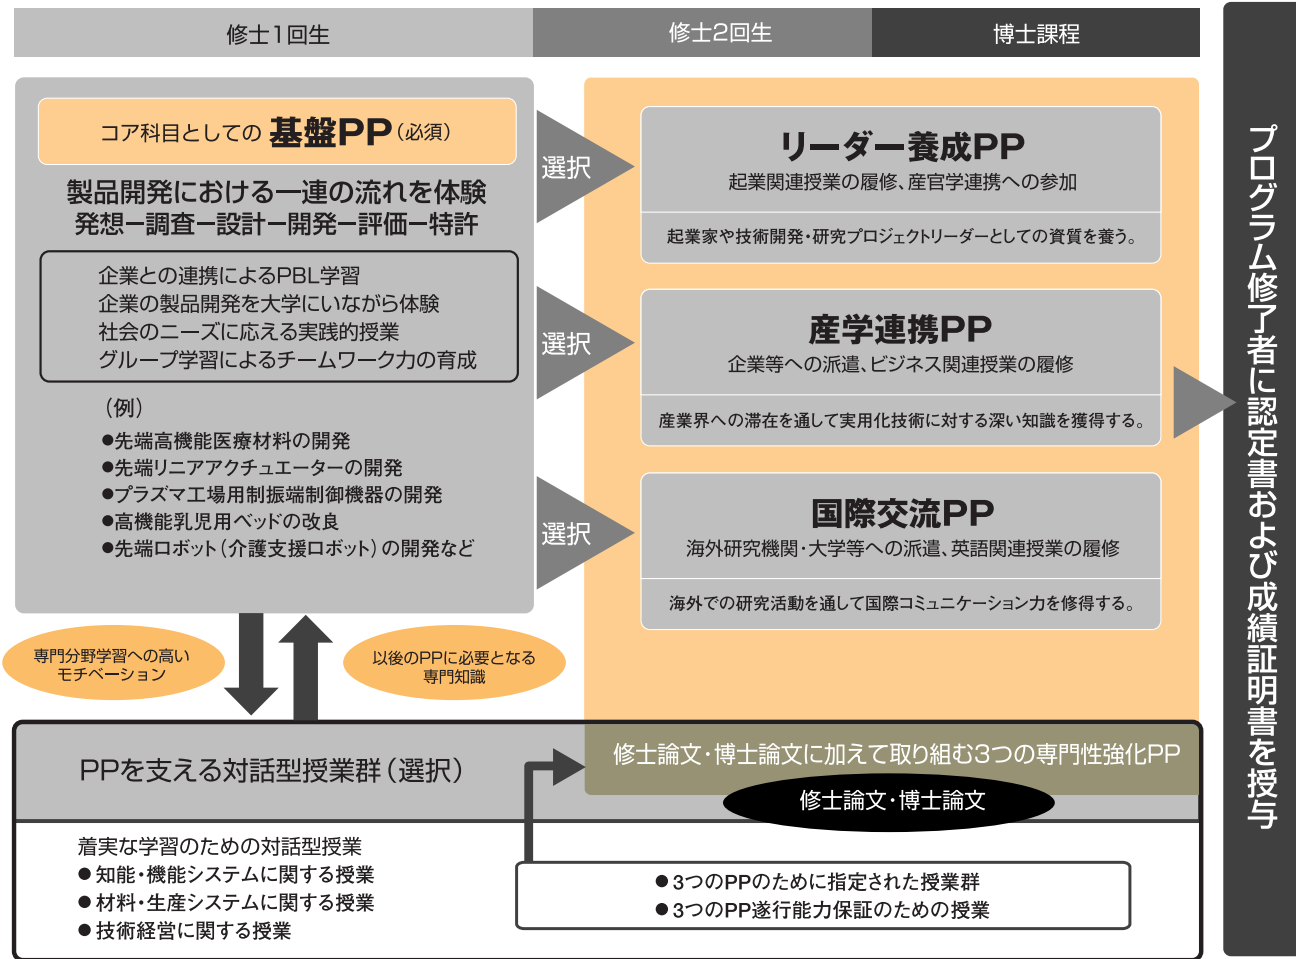 修士1回生
修士2回生
博士課程
コア科目としての 基盤PP（必須）
製品開発における一連の流れを体験
発想ー調査ー設計ー開発ー評価ー特許
企業との連携によるPBL学習
企業の製品開発を大学にいながら体験
社会のニーズに応える実践的授業
グループ学習によるチームワーク力の育成
（例）
●先端高機能医療材料の開発
●先端リニアアクチュエーターの開発
●プラズマ工場用制振端制御機器の開発
●高機能乳児用ベッドの改良
●先端ロボット（介護支援ロボット）の開発など
選択
選択
選択
リーダー養成PP
起業関連授業の履修、産官学連携への参加
起業家や技術開発・研究プロジェクトリーダーとしての資質を養う。
産学連携PP
企業等への派遣、ビジネス関連授業の履修
産業界への滞在を通して実用化技術に対する深い知識を獲得する。
国際交流PP
海外研究機関・大学等への派遣、英語関連授業の履修
海外での研究活動を通して国際コミュニケーション力を修得する。
専門分野学習への高い
モチベーション
以後のPPに必要となる
専門知識
PPを支える対話型授業群（選択）
修士論文・博士論文に加えて取り組む3つの専門性強化PP
修士論文・博士論文
着実な学習のための対話型授業
●知能・機能システムに関する授業
●材料・生産システムに関する授業
●技術経営に関する授業
●3つのPPのために指定された授業群
●3つのPP遂行能力保証のための授業
プログラム修了者に認定書および成績証明書を授与